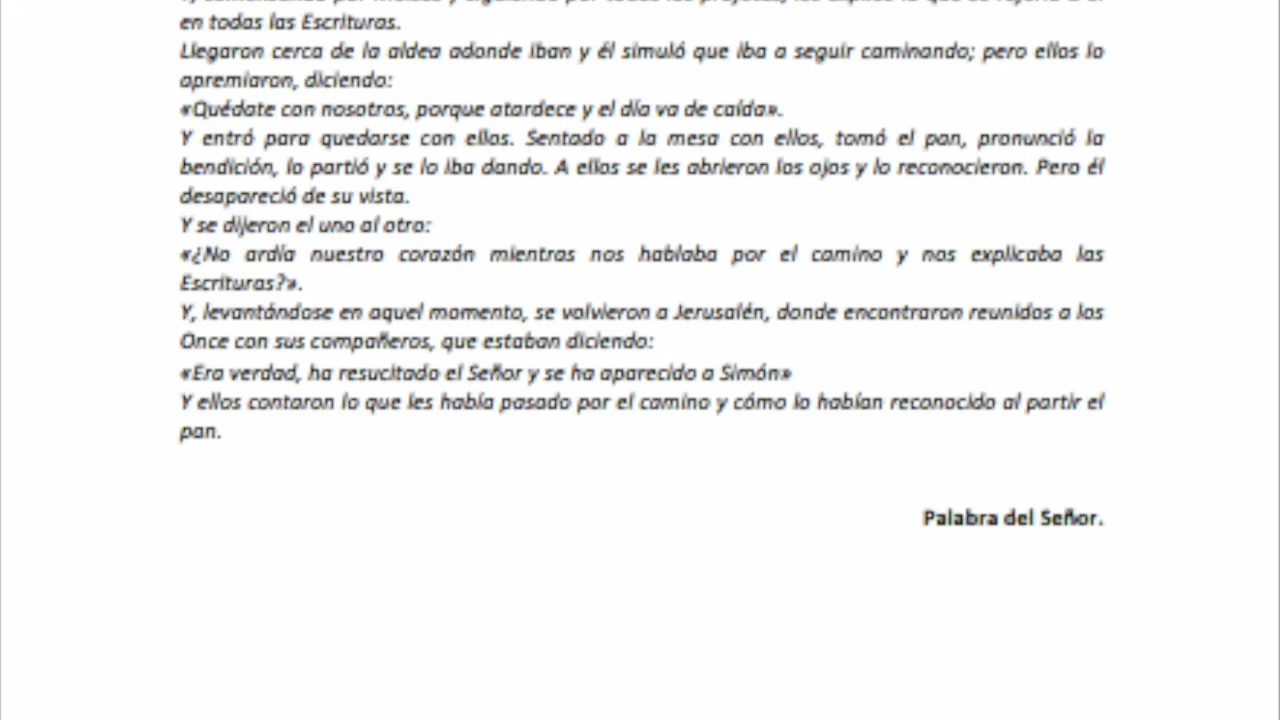 en todas las Escrituras.
Llegaron cerca de la aldea adonde iban y él simuló que iba a seguir caminando; pero ellos lo
apremiaron, diciendo:
«Quédate con nosotros, porque atardece y el día va de caída».
Y entró para quedarse con ellos. Sentado a la mesa con ellos, tomó el pan, pronunció la
bendición, lo partió y se lo iba dando. A ellos se les abrieron los ojos y lo reconocieron. Pero él
desapareció de su vista.
Y se dijeron el uno al otro:
«¿No ardía nuestro corazón mientras nos hablaba por el camino y nos explicaba las
Escrituras?».
Y, levantándose en aquel momento, se volvieron a Jerusalén, donde encontraron reunidos a los
Once con sus compañeros, que estaban diciendo:
«Era verdad, ha resucitado el Señor y se ha aparecido a Simón»
Y ellos contaron lo que les había pasado por el camino y cómo lo habían reconocido al partir el
pan.
Palabra del Señor.